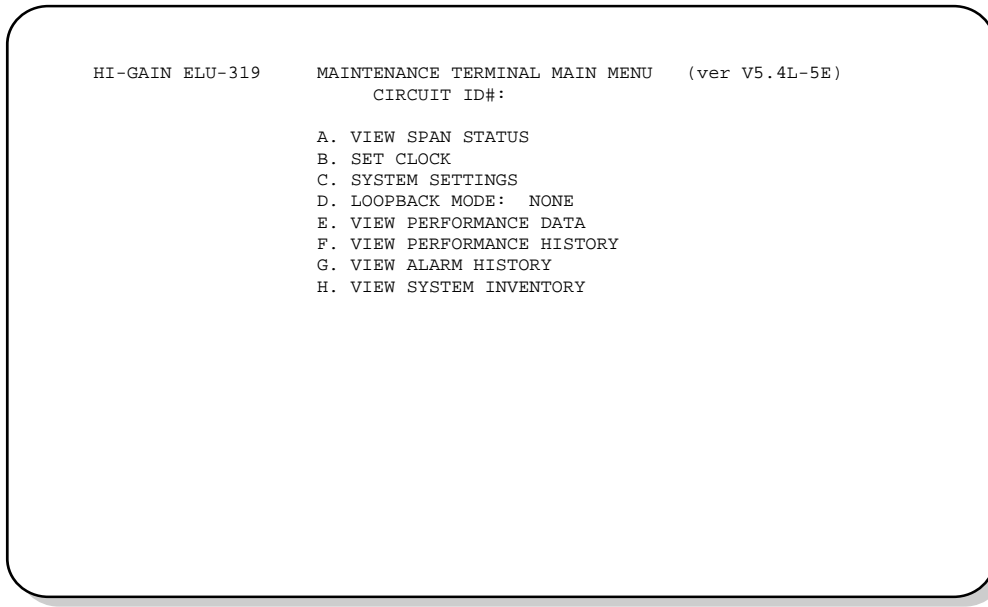 HI-GAIN ELU-319 MAINTENANCE TERMINAL MAIN MENU (ver V5.4L-5E)
CIRCUIT ID#:
A. VIEW SPAN STATUS
B. SET CLOCK
C. SYSTEM SETTINGS
D. LOOPBACK MODE: NONE
E. VIEW PERFORMANCE DATA
F. VIEW PERFORMANCE HISTORY
G. VIEW ALARM HISTORY
H. VIEW SYSTEM INVENTORY